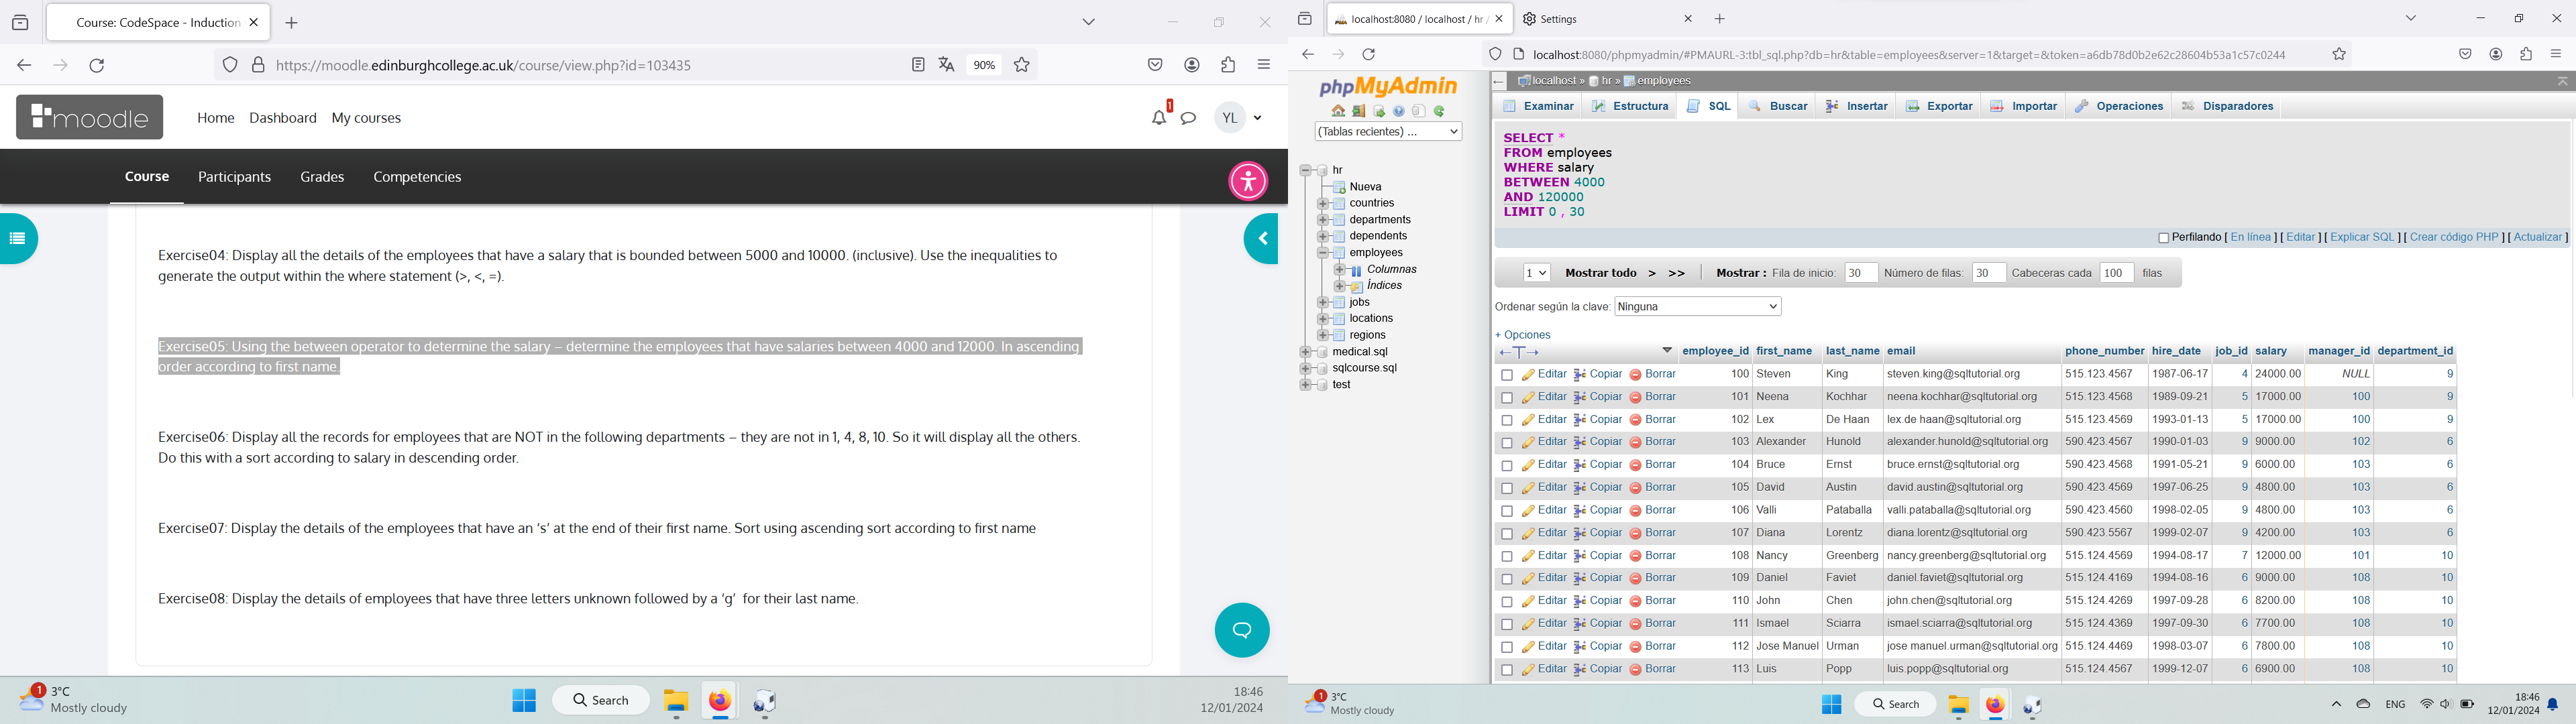 Course: CodeSpace - Induction
https://moodle.edinburghcollege.ac.uk/course/view.php?id=103435
90%
moodle
Home
Dashboard
My courses
1
YL
Course
Participants
Grades
Competencies
Exercise04: Display all the details of the employees that have a salary that is bounded between 5000 and 10000. (inclusive). Use the inequalities to
generate the output within the where statement (>, <, =).
Exercise05: Using the between operator to determine the salary – determine the employees that have salaries between 4000 and 12000. In ascending
order according to first name.
Exercise06: Display all the records for employees that are NOT in the following departments – they are not in 1, 4, 8, 10. So it will display all the others.
Do this with a sort according to salary in descending order.
Exercise07: Display the details of the employees that have an ‘s’ at the end of their first name. Sort using ascending sort according to first name
Exercise08: Display the details of employees that have three letters unknown followed by a ‘g’ for their last name.
1
3°C
Mostly cloudy
Search
18:46
12/01/2024
localhost:8080 / localhost / hr /
Settings
localhost:8080/phpmyadmin/#PMAURL-3:tbl_sql.php?db=hr&table=employees&server=1&target=&token=a6db78d0b2e62c28604b53a1c57c0244
phpMyAdmin
(Tablas recientes) ...
hr
Nueva
countries
departments
dependents
employees
Columnas
Índices
jobs
locations
regions
medical.sql
sqlcourse.sql
test
localhost » hr » employees
Examinar
Estructura
SQL
Buscar
Insertar
Exportar
Importar
Operaciones
Disparadores
SELECT *
FROM employees
WHERE salary
BETWEEN 4000
AND 120000
LIMIT 0 , 30
Perfilando [ En línea ] [ Editar ] [ Explicar SQL ] [ Crear código PHP ] [ Actualizar ]
1 Mostrar todo > >> Mostrar : Fila de inicio: 30 Número de filas: 30 Cabeceras cada 100 filas
Ordenar según la clave: Ninguna
+ Opciones
←T→ employee_id first_name last_name email phone_number hire_date job_id salary manager_id department_id
Editar Copiar Borrar 100 Steven King steven.king@sqltutorial.org 515.123.4567 1987-06-17 4 24000.00 NULL 9
Editar Copiar Borrar 101 Neena Kochhar neena.kochhar@sqltutorial.org 515.123.4568 1989-09-21 5 17000.00 100 9
Editar Copiar Borrar 102 Lex De Haan lex.de haan@sqltutorial.org 515.123.4569 1993-01-13 5 17000.00 100 9
Editar Copiar Borrar 103 Alexander Hunold alexander.hunold@sqltutorial.org 590.423.4567 1990-01-03 9 9000.00 102 6
Editar Copiar Borrar 104 Bruce Ernst bruce.ernst@sqltutorial.org 590.423.4568 1991-05-21 9 6000.00 103 6
Editar Copiar Borrar 105 David Austin david.austin@sqltutorial.org 590.423.4569 1997-06-25 9 4800.00 103 6
Editar Copiar Borrar 106 Valli Pataballa valli.pataballa@sqltutorial.org 590.423.4560 1998-02-05 9 4800.00 103 6
Editar Copiar Borrar 107 Diana Lorentz diana.lorentz@sqltutorial.org 590.423.5567 1999-02-07 9 4200.00 103 6
Editar Copiar Borrar 108 Nancy Greenberg nancy.greenberg@sqltutorial.org 515.124.4569 1994-08-17 7 12000.00 101 10
Editar Copiar Borrar 109 Daniel Faviet daniel.faviet@sqltutorial.org 515.124.4169 1994-08-16 6 9000.00 108 10
Editar Copiar Borrar 110 John Chen john.chen@sqltutorial.org 515.124.4269 1997-09-28 6 8200.00 108 10
Editar Copiar Borrar 111 Ismael Sciarra ismael.sciarra@sqltutorial.org 515.124.4369 1997-09-30 6 7700.00 108 10
Editar Copiar Borrar 112 Jose Manuel Urman jose manuel.urman@sqltutorial.org 515.124.4469 1998-03-07 6 7800.00 108 10
Editar Copiar Borrar 113 Luis Popp luis.popp@sqltutorial.org 515.124.4567 1999-12-07 6 6900.00 108 10
1
3°C
Mostly cloudy
Search
ENG
18:46
12/01/2024